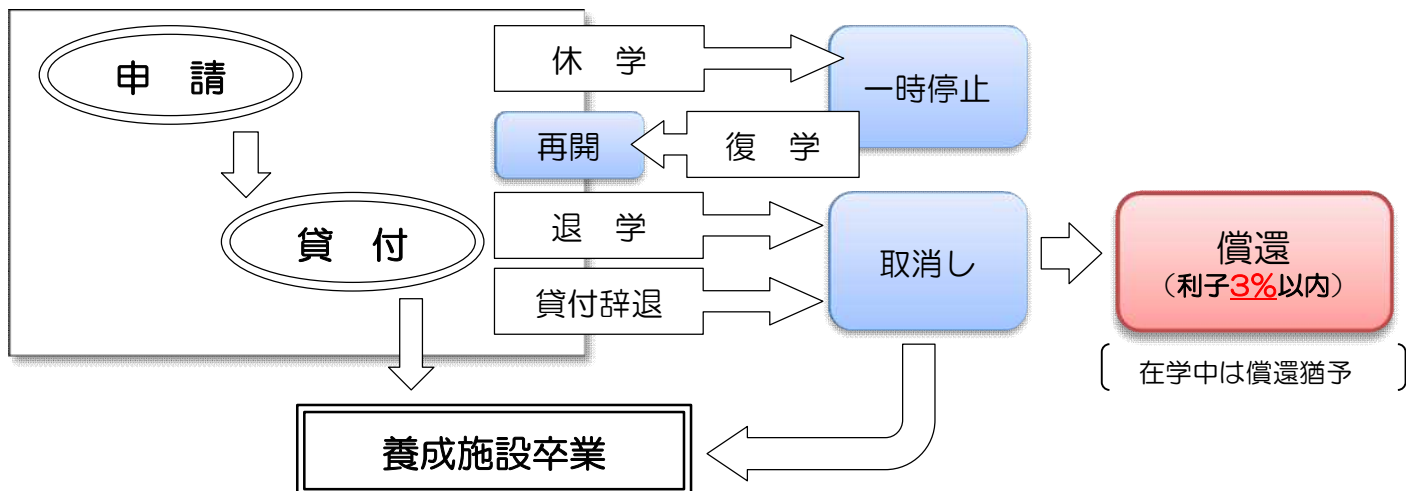 申　請
休　学
一時停止
再開
復　学
貸　付
退　学
取消し
償還
（利子3％以内）
貸付辞退
〔　在学中は償還猶予　〕
養成施設卒業